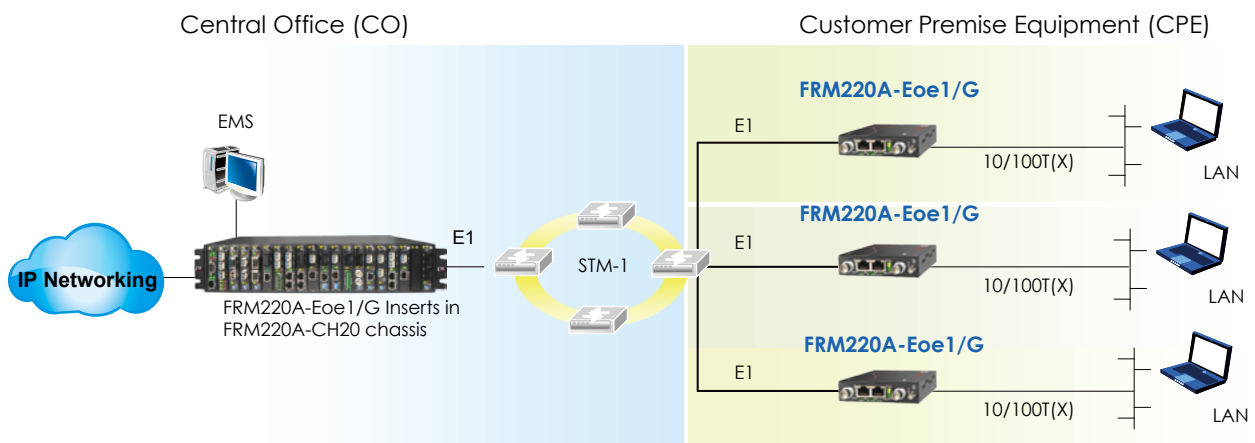 Central Office (CO)
Customer Premise Equipment (CPE)
EMS
IP Networking
E1
FRM220A-Eoe1/G Inserts in
FRM220A-CH20 chassis
STM-1
FRM220A-Eoe1/G
E1
10/100T(X)
LAN
FRM220A-Eoe1/G
E1
10/100T(X)
LAN
FRM220A-Eoe1/G
E1
10/100T(X)
LAN